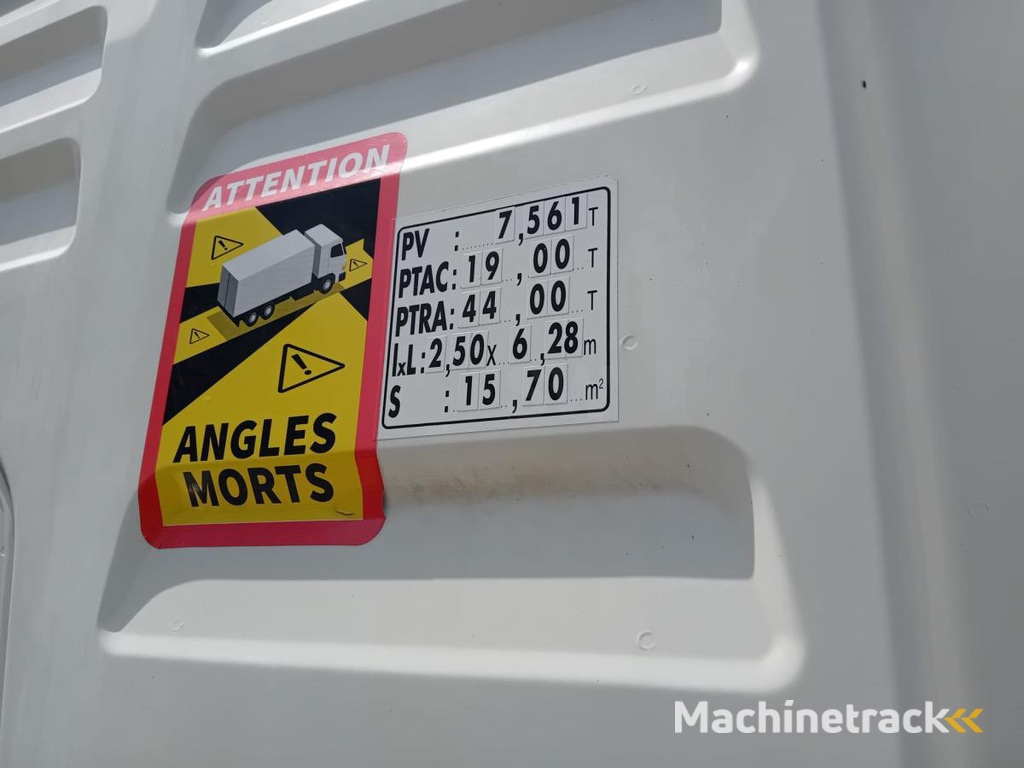 ATTENTION
ANGLES
MORTS
PV : 7,561 T
PTAC: 19,00 T
PTRA: 44,00 T
lxL: 2,50 x 6,28 m
S : 15,70 m²
Machinetrack